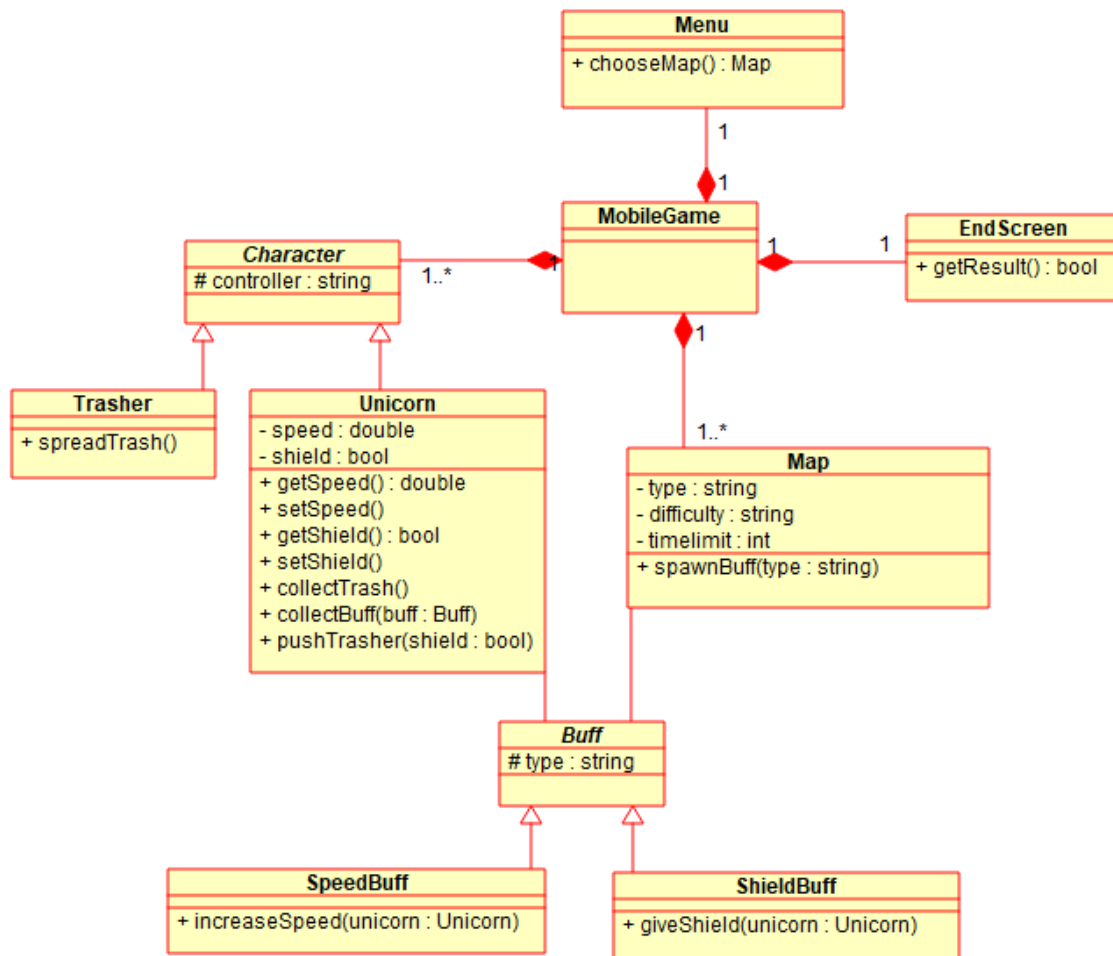 Menu
+ chooseMap() : Map
1
1
MobileGame
1
1
EndScreen
+ getResult() : bool
Character
# controller : string
1..*
1
1
1..*
Trasher
+ spreadTrash()
Unicorn
- speed : double
- shield : bool
+ getSpeed() : double
+ setSpeed()
+ getShield() : bool
+ setShield()
+ collectTrash()
+ collectBuff(buff : Buff)
+ pushTrasher(shield : bool)
Map
- type : string
- difficulty : string
- timelimit : int
+ spawnBuff(type : string)
Buff
# type : string
SpeedBuff
+ increaseSpeed(unicorn : Unicorn)
ShieldBuff
+ giveShield(unicorn : Unicorn)